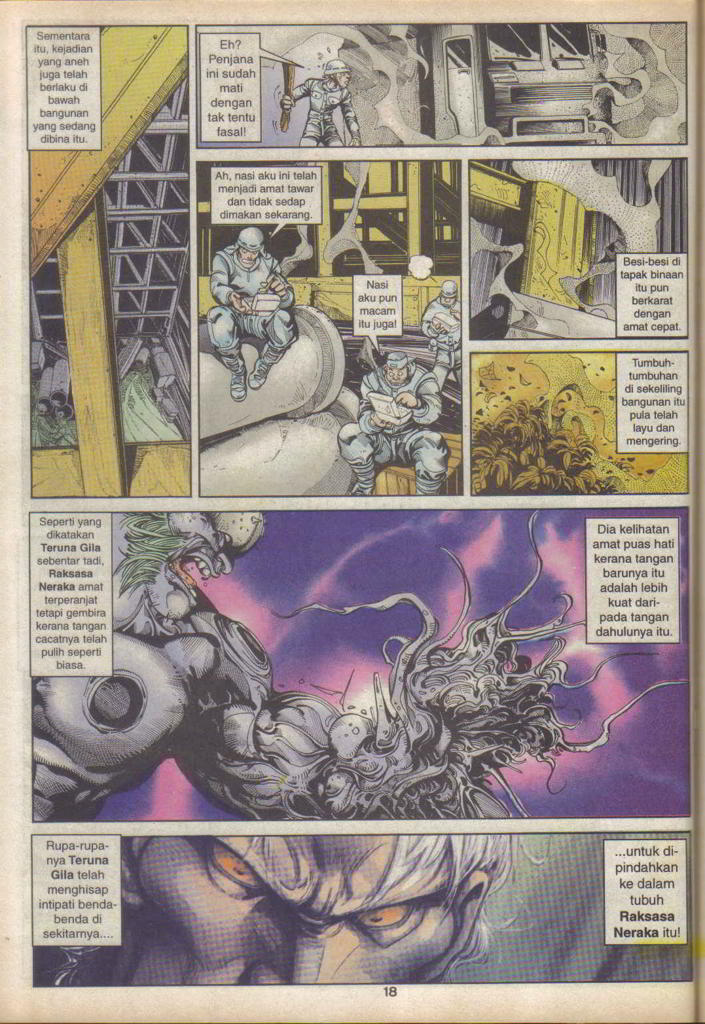 Sementara
itu, kejadian
yang aneh
juga telah
berlaku di
bawah
bangunan
yang sedang
dibina itu.
Eh?
Penjana
ini sudah
mati
dengan
tak tentu
fasal!
Ah, nasi aku ini telah
menjadi amat tawar
dan tidak sedap
dimakan sekarang.
Nasi
aku pun
macam
itu juga!
Besi-besi di
tapak binaan
itu pun
berkarat
dengan
amat cepat.
Tumbuh-
tumbuhan-
di sekeliling
bangunan itu
pula telah
layu dan
mengering.
Seperti yang
dikatakan
Teruna Gila
sebentar tadi,
Raksasa
Neraka amat
terperanjat
tetapi gembira
kerana tangan
cacatnya telah
pulih seperti
biasa.
Dia kelihatan
amat puas hati
kerana tangan
barunya itu
adalah lebih
kuat dari-
pada tangan
dahulunya itu.
Rupa-rupa-
nya Teruna
Gila telah
menghisap
intipati benda-
benda di
sekitarnya....
...untuk di-
pindahkan
ke dalam
tubuh
Raksasa
Neraka itu!
18